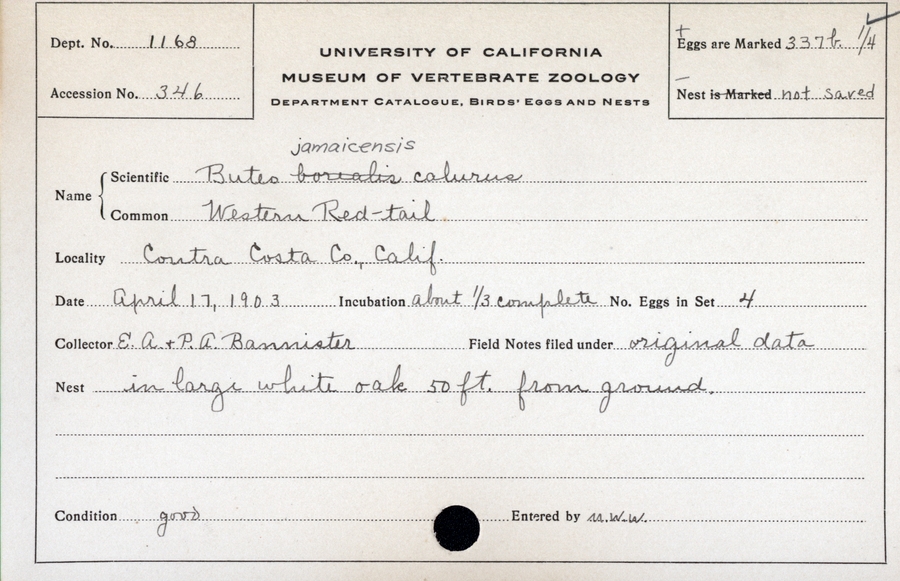 Dept. No. 1168
Accession No. 346
UNIVERSITY OF CALIFORNIA
MUSEUM OF VERTEBRATE ZOOLOGY
DEPARTMENT CATALOGUE, BIRDS' EGGS AND NESTS
Eggs are Marked 337b 1/4
Nest is Marked not saved
jamaicensis
Name Scientific Buteo borealis calurus
Common Western Red-tail
Locality Contra Costa Co., Calif.
Date April 17, 1903 Incubation about 1/3 complete No. Eggs in Set 4
Collector E. A. + P. A. Bannister Field Notes filed under original data
Nest in large white oak 50 ft. from ground.
Condition good Entered by M.W.W.